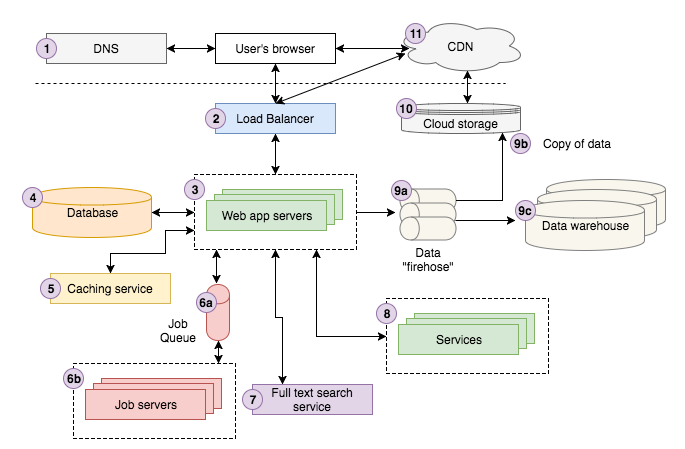 1
DNS
User's browser
11
CDN
2
Load Balancer
10
Cloud storage
9b
Copy of data
3
Web app servers
4
Database
9a
Data
"firehose"
9c
Data warehouse
5
Caching service
6a
Job
Queue
8
Services
6b
Job servers
7
Full text search
service